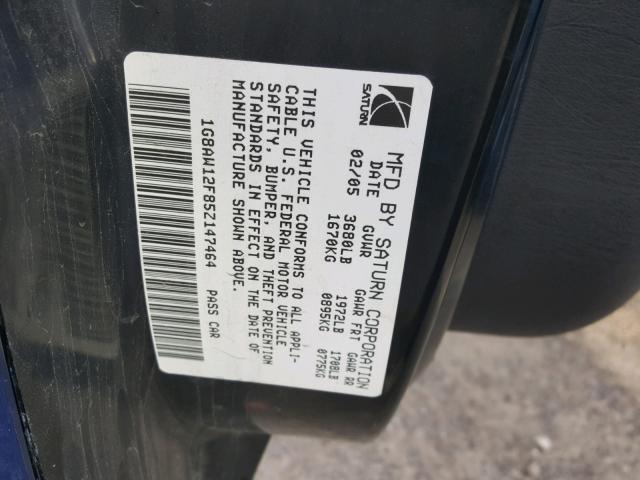 SATURN
MFD BY SATURN CORPORATION
DATE GVWR GAWR FRT GAWR RR
02/05 3680LB 1972LB 1708LB
1670KG 0895KG 0775KG
THIS VEHICLE CONFORMS TO ALL APPLI-
CABLE U.S. FEDERAL MOTOR VEHICLE
SAFETY, BUMPER, AND THEFT PREVENTION
STANDARDS IN EFFECT ON THE DATE OF
MANUFACTURE SHOWN ABOVE.
1G8AW12F85Z147464 PASS CAR